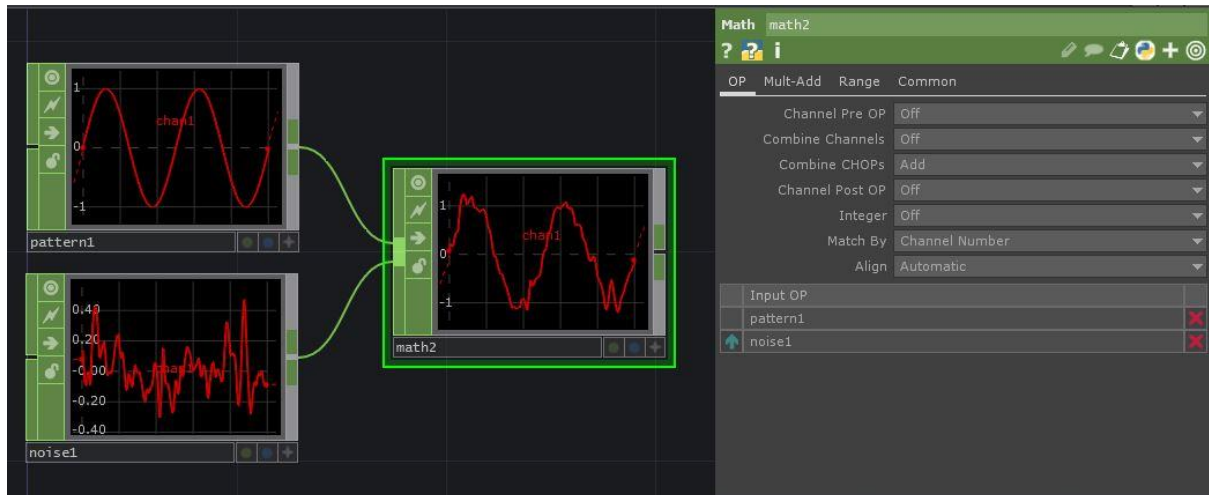 1
0
-1
chan1
pattern1
0.40
0.20
-0.00
-0.20
-0.40
chan1
noise1
1
0
-1
chan1
math2
Math math2
? ? i
OP Mult-Add Range Common
Channel Pre OP Off
Combine Channels Off
Combine CHOPs Add
Channel Post OP Off
Integer Off
Match By Channel Number
Align Automatic
Input OP
pattern1
noise1